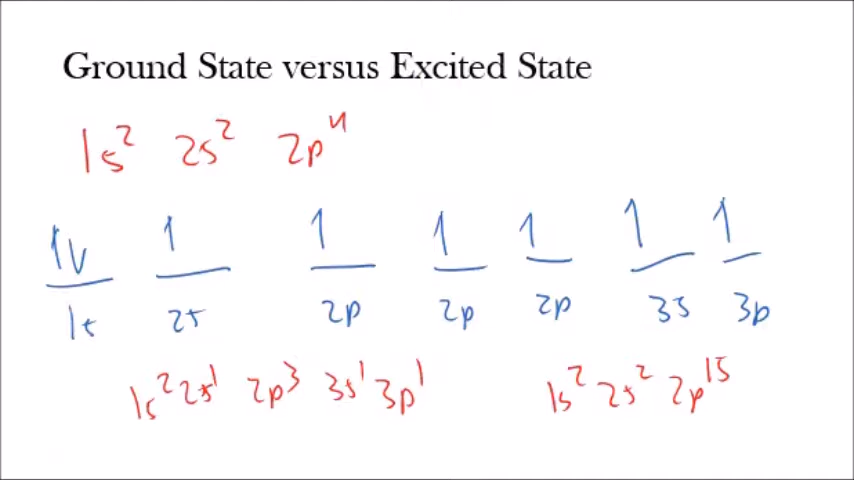 Ground State versus Excited State
1s² 2s² 2p⁴
1s 2s 2p 2p 2p 3s 3p
1s² 2s¹ 2p³ 3s¹ 3p¹ 1s² 2s² 2p¹⁵